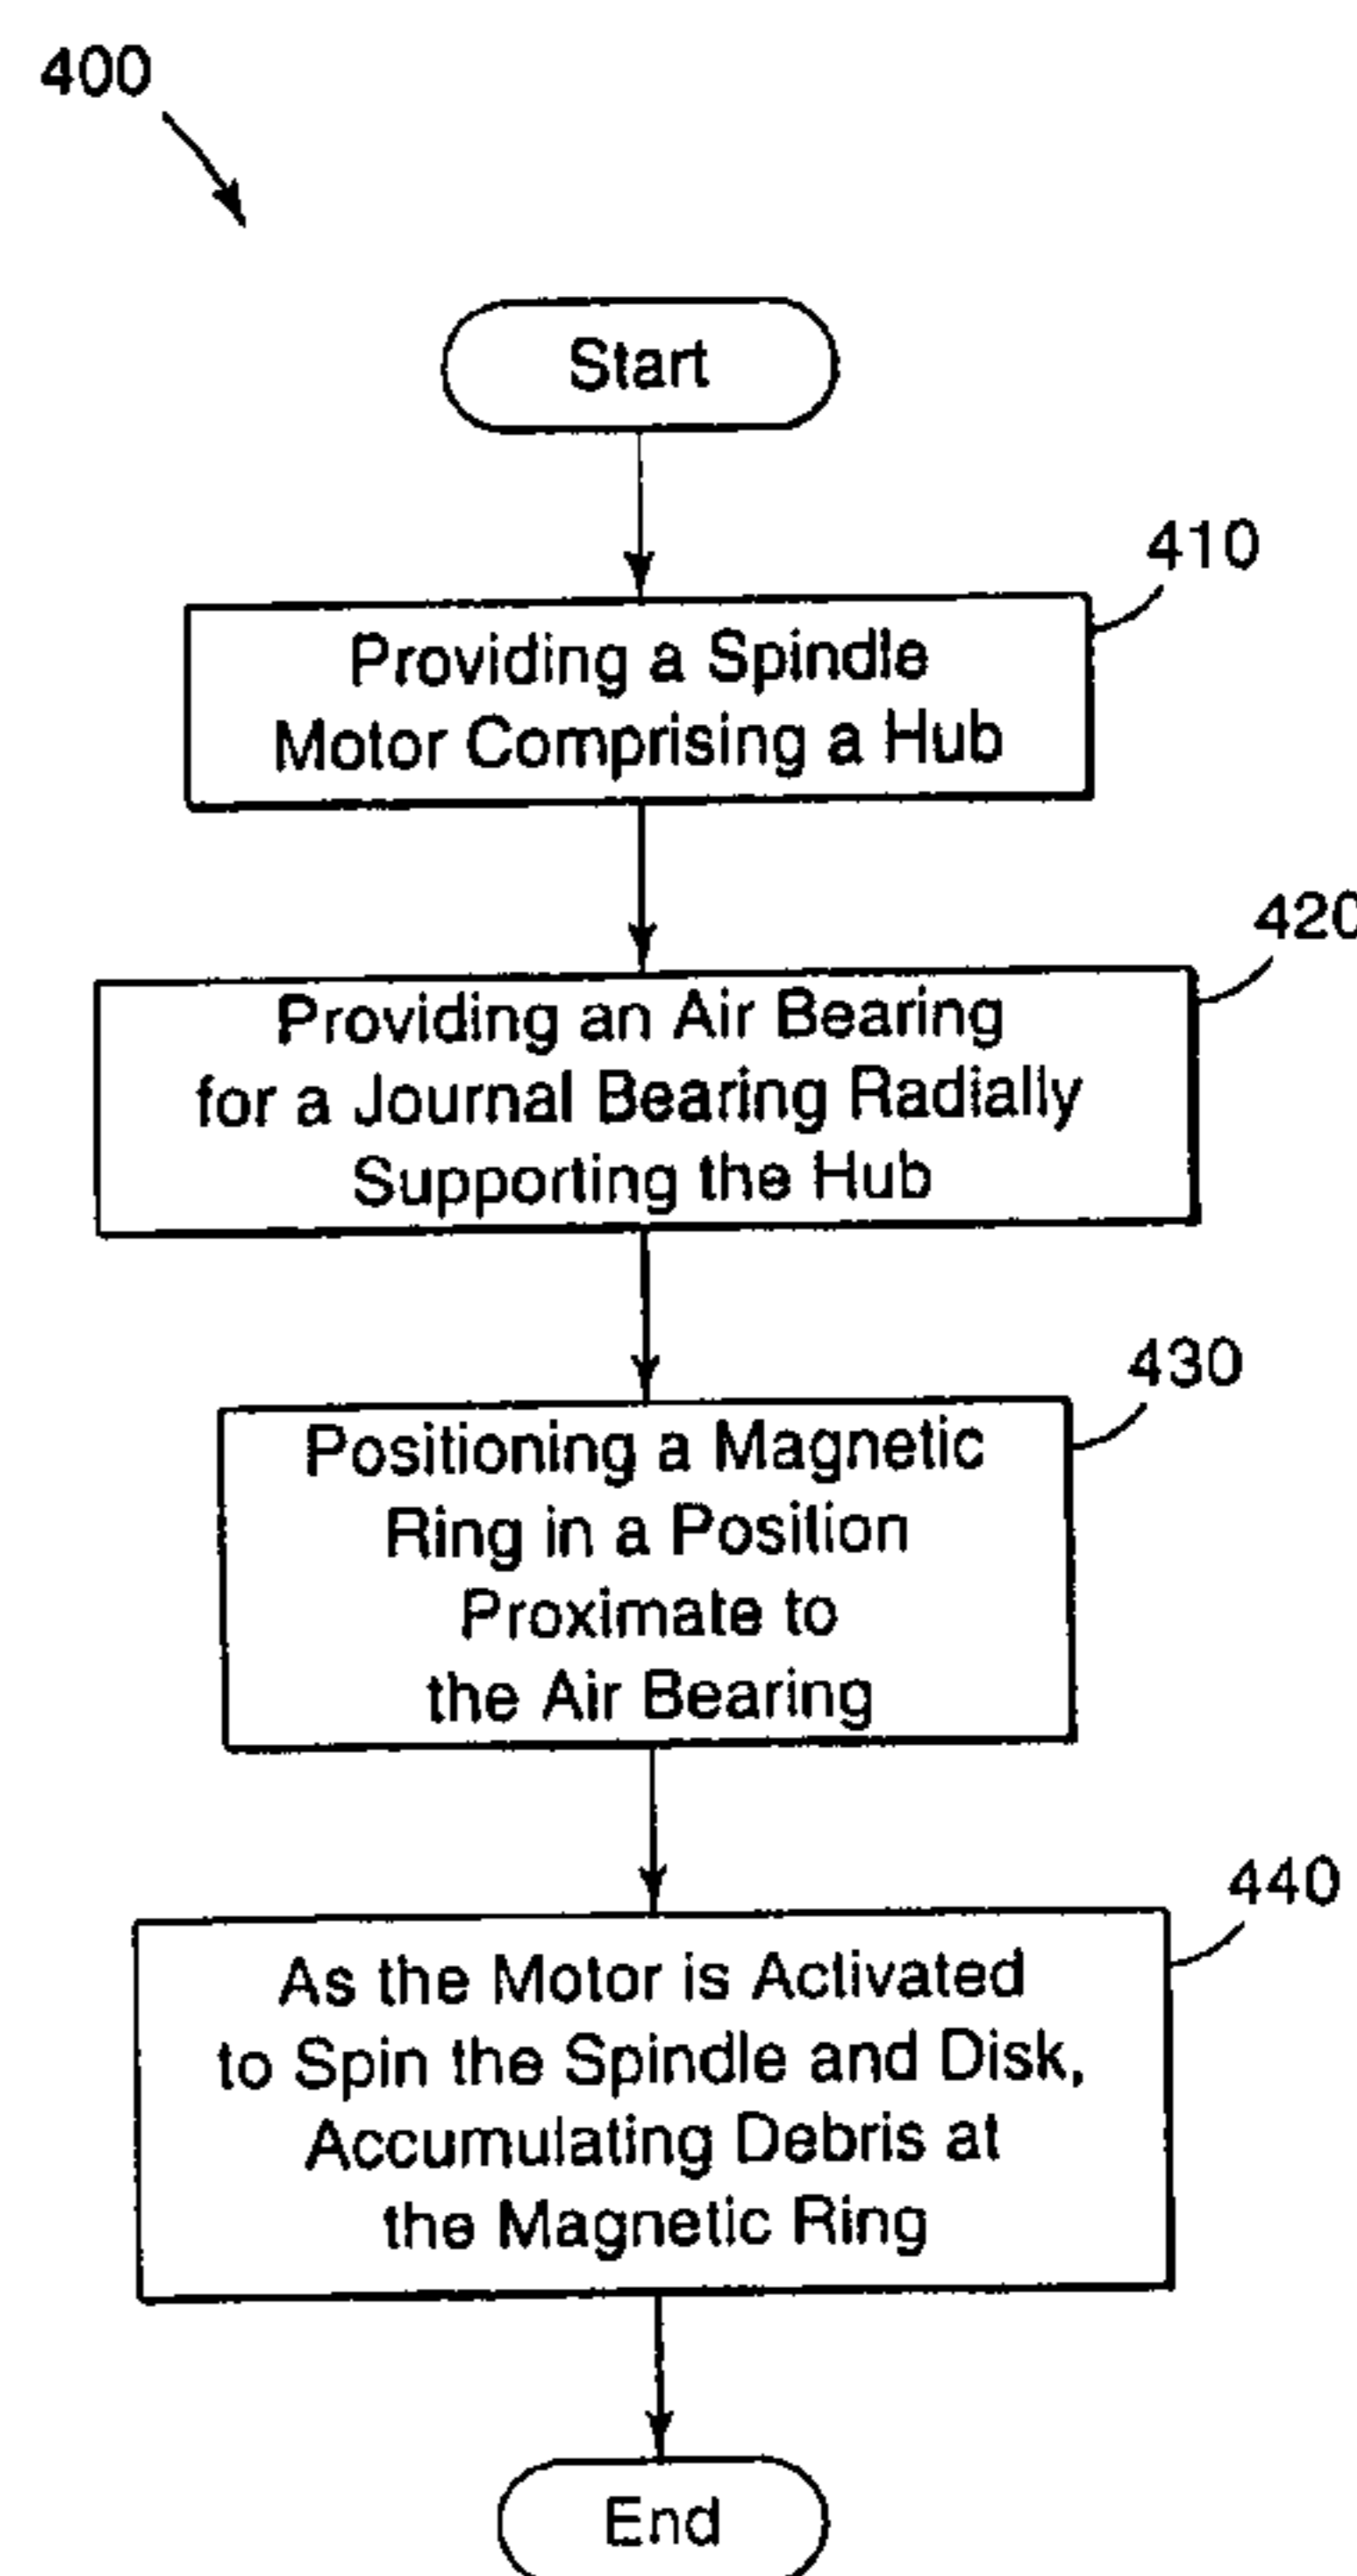 400
Start
410
Providing a Spindle
Motor Comprising a Hub
420
Providing an Air Bearing
for a Journal Bearing Radially
Supporting the Hub
430
Positioning a Magnetic
Ring in a Position
Proximate to
the Air Bearing
440
As the Motor is Activated
to Spin the Spindle and Disk,
Accumulating Debris at
the Magnetic Ring
End